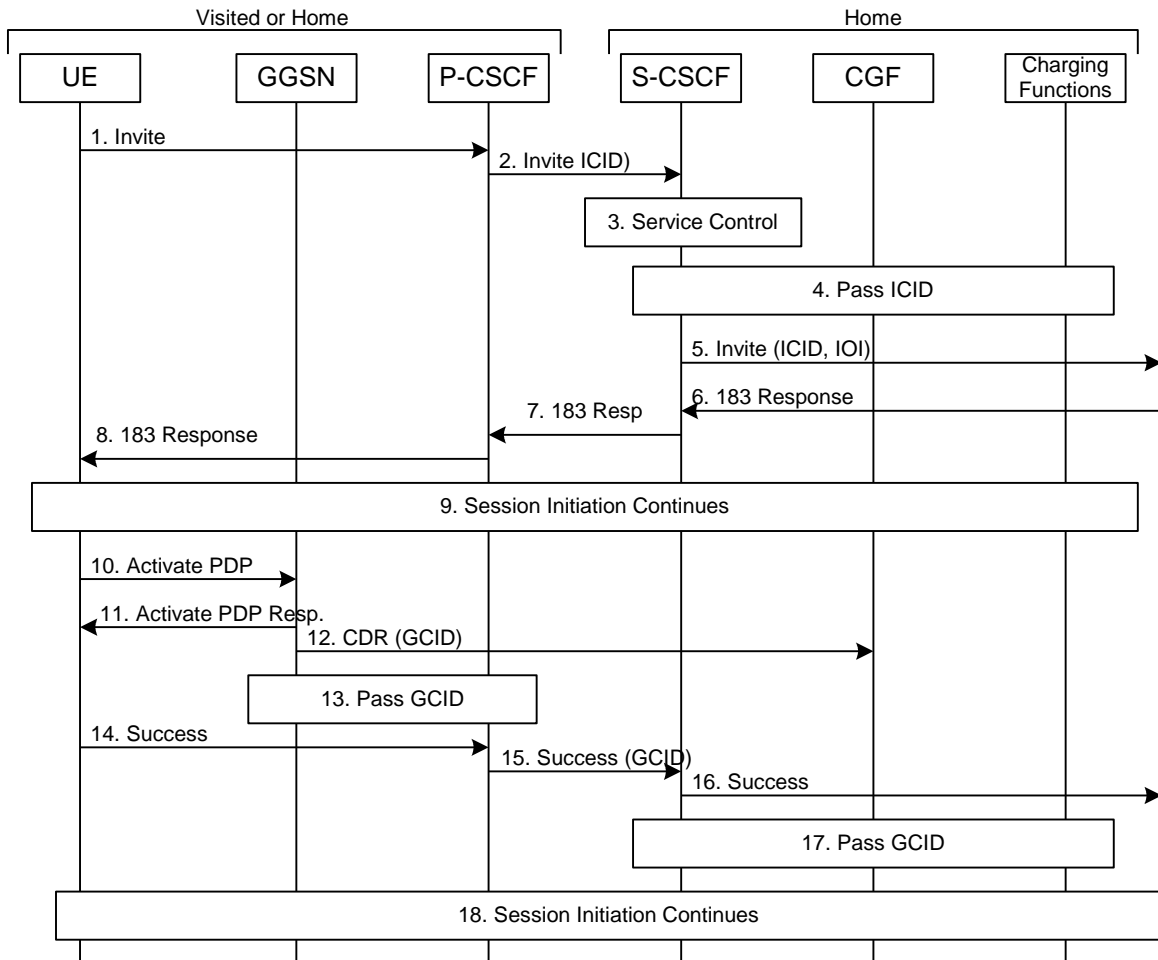 Visited or Home
Home
UE
GGSN
P-CSCF
S-CSCF
CGF
Charging
Functions
1. Invite
2. Invite ICID)
3. Service Control
4. Pass ICID
5. Invite (ICID, IOI)
6. 183 Response
7. 183 Resp
8. 183 Response
9. Session Initiation Continues
10. Activate PDP
11. Activate PDP Resp.
12. CDR (GCID)
13. Pass GCID
14. Success
15. Success (GCID)
16. Success
17. Pass GCID
18. Session Initiation Continues